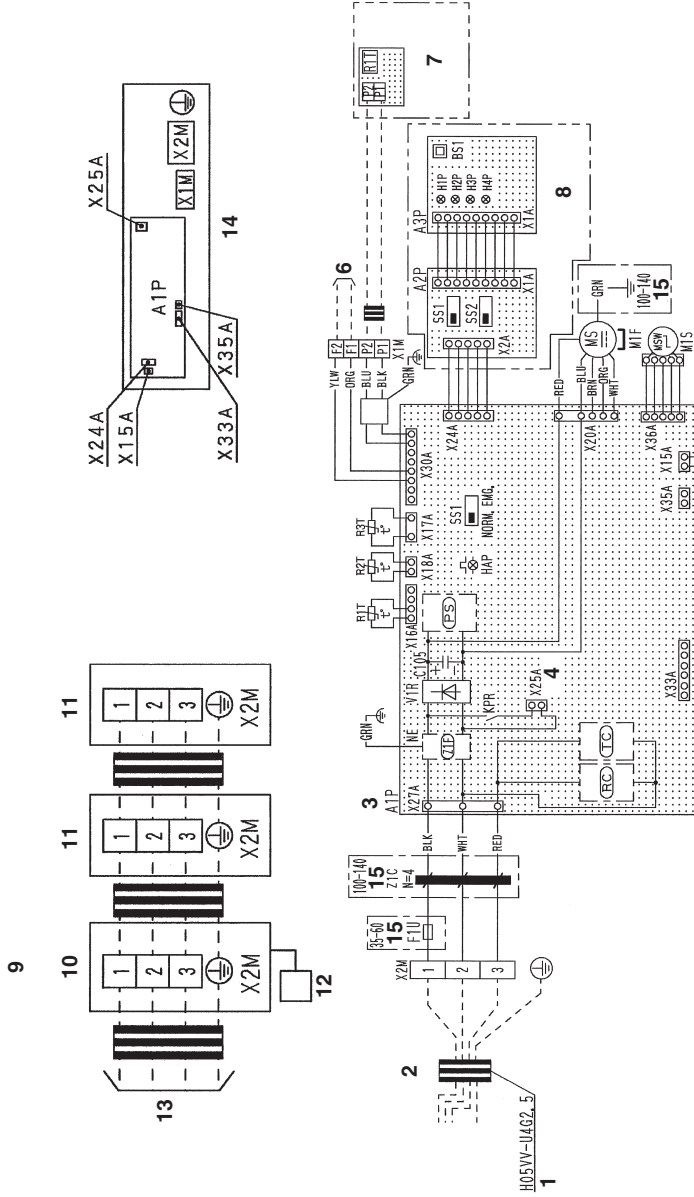 9
10
11
11
1
2
3
X2M
1
2
3
X2M
1
2
3
X2M
12
13
X25A
X24A
X15A
A1P
X1M
X2M
X33A
X35A
14
H05VV-U4G2,5
1
2
X2M
1
2
3
35-60
15
F1U
100-140
15
Z1C
N=4
BLK
WHT
RED
3
A1P
X27A
GRN
NE
Z1F
V1R
C105
+
-
PS
KPR
X25A
4
RC
TC
X33A
X35A
X15A
R1T
t°
X16A
R2T
t°
X18A
R3T
t°
X17A
HAP
SS1
NORM.
EMG.
X30A
X24A
X20A
X36A
YLW
ORG
BLU
BLK
F2
F1
P2
P1
X1M
GRN
6
P2
P1
R1T
7
X2A
SS1
SS2
A2P
X1A
A3P
X1A
H1P
H2P
H3P
H4P
BS1
8
RED
BLU
BRN
ORG
WHT
MS
M1F
GRN
100-140
15
MSW
M1S